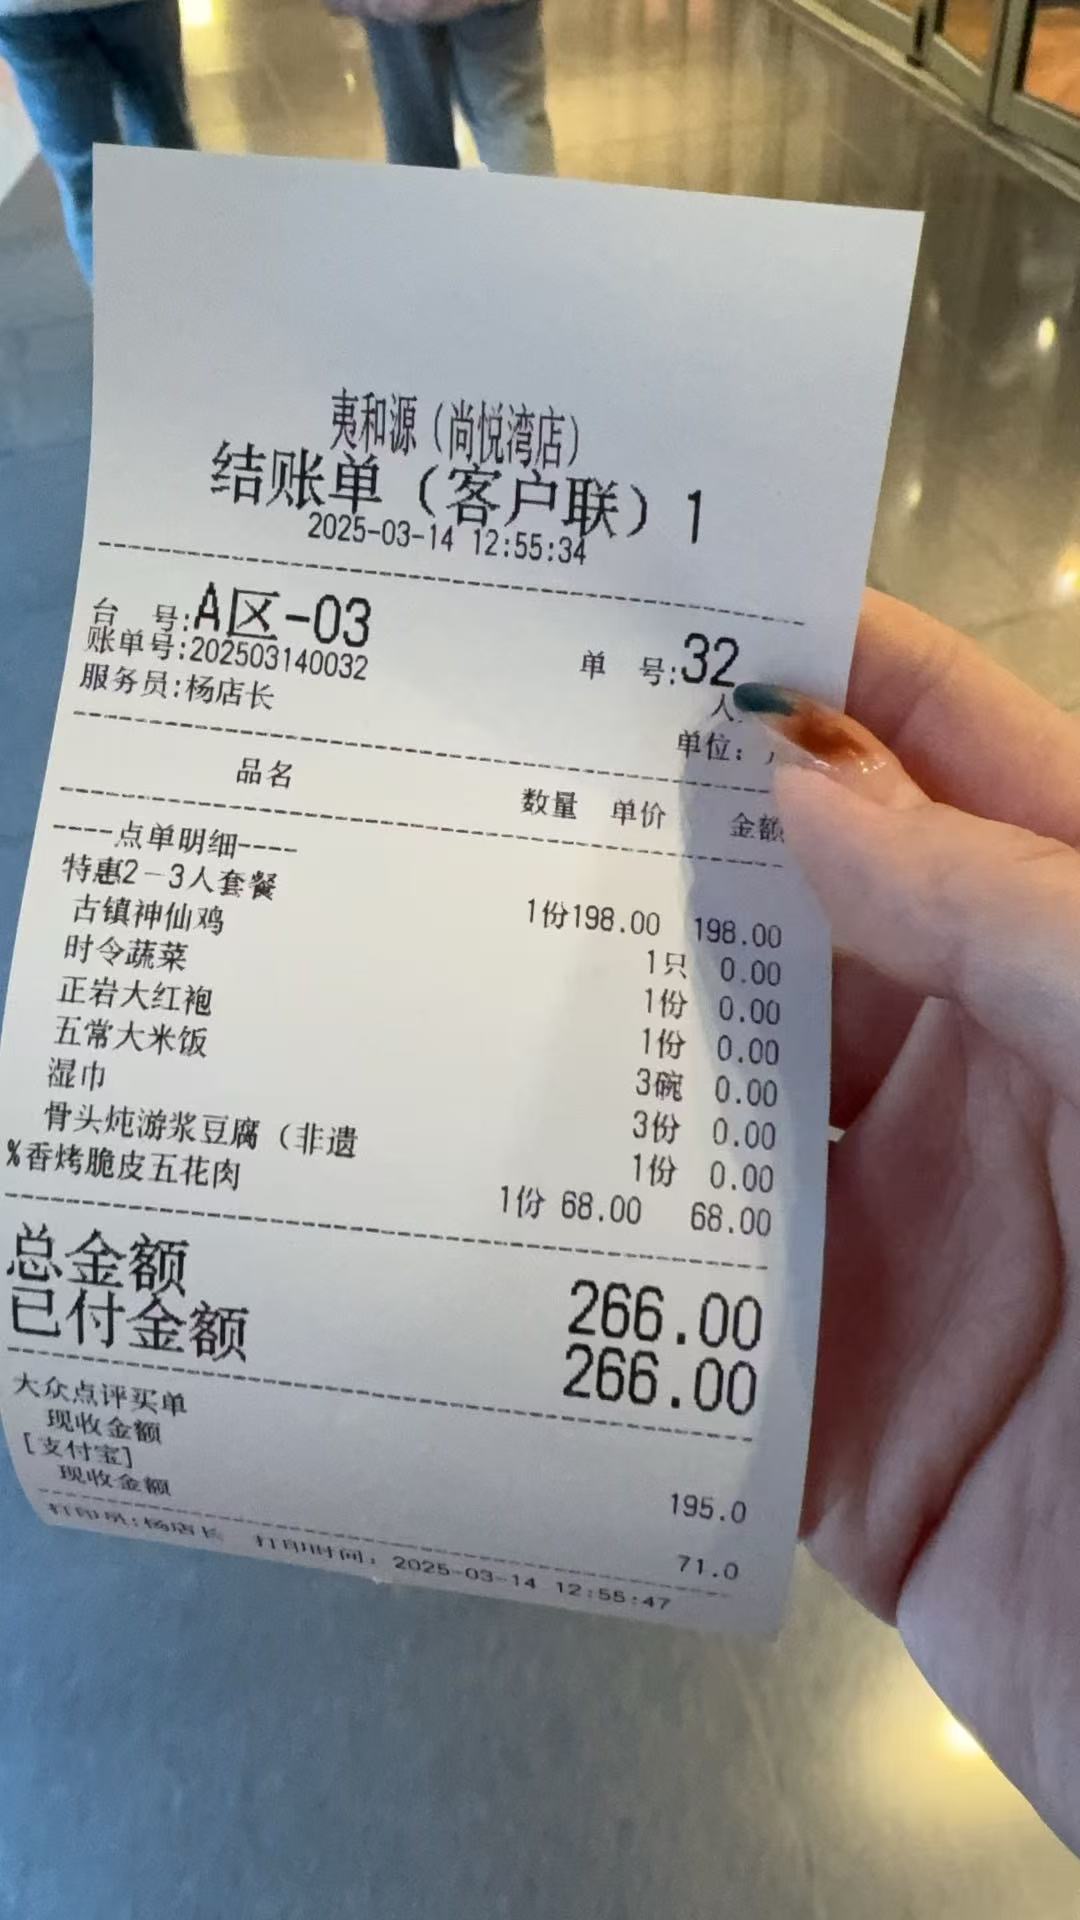 夷和源（尚悦湾店）
结账单（客户联）1
2025-03-14 12:55:34
台 号:A区-03 单 号:32
账单号:202503140032 人
服务员:杨店长 单位:
品名 数量 单价 金额
----点单明细----
特惠2-3人套餐 1份198.00 198.00
古镇神仙鸡 1只 0.00
时令蔬菜 1份 0.00
正岩大红袍 1份 0.00
五常大米饭 3碗 0.00
湿巾 3份 0.00
骨头炖游浆豆腐（非遗 1份 0.00
%香烤脆皮五花肉 1份 68.00 68.00
总金额 266.00
已付金额 266.00
大众点评买单
现收金额 195.0
[支付宝]
现收金额 71.0
打印员:杨店长 打印时间: 2025-03-14 12:55:47